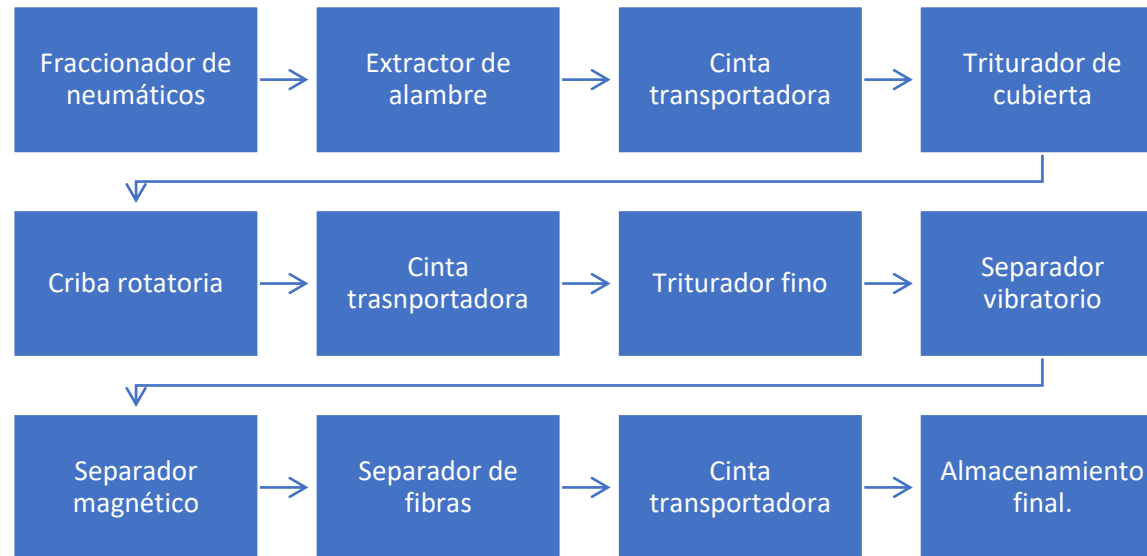 Fraccionador de
neumáticos
Extractor de
alambre
Cinta
transportadora
Triturador de
cubierta
Criba rotatoria
Cinta
trasnportadora
Triturador fino
Separador
vibratorio
Separador
magnético
Separador de
fibras
Cinta
transportadora
Almacenamiento
final.